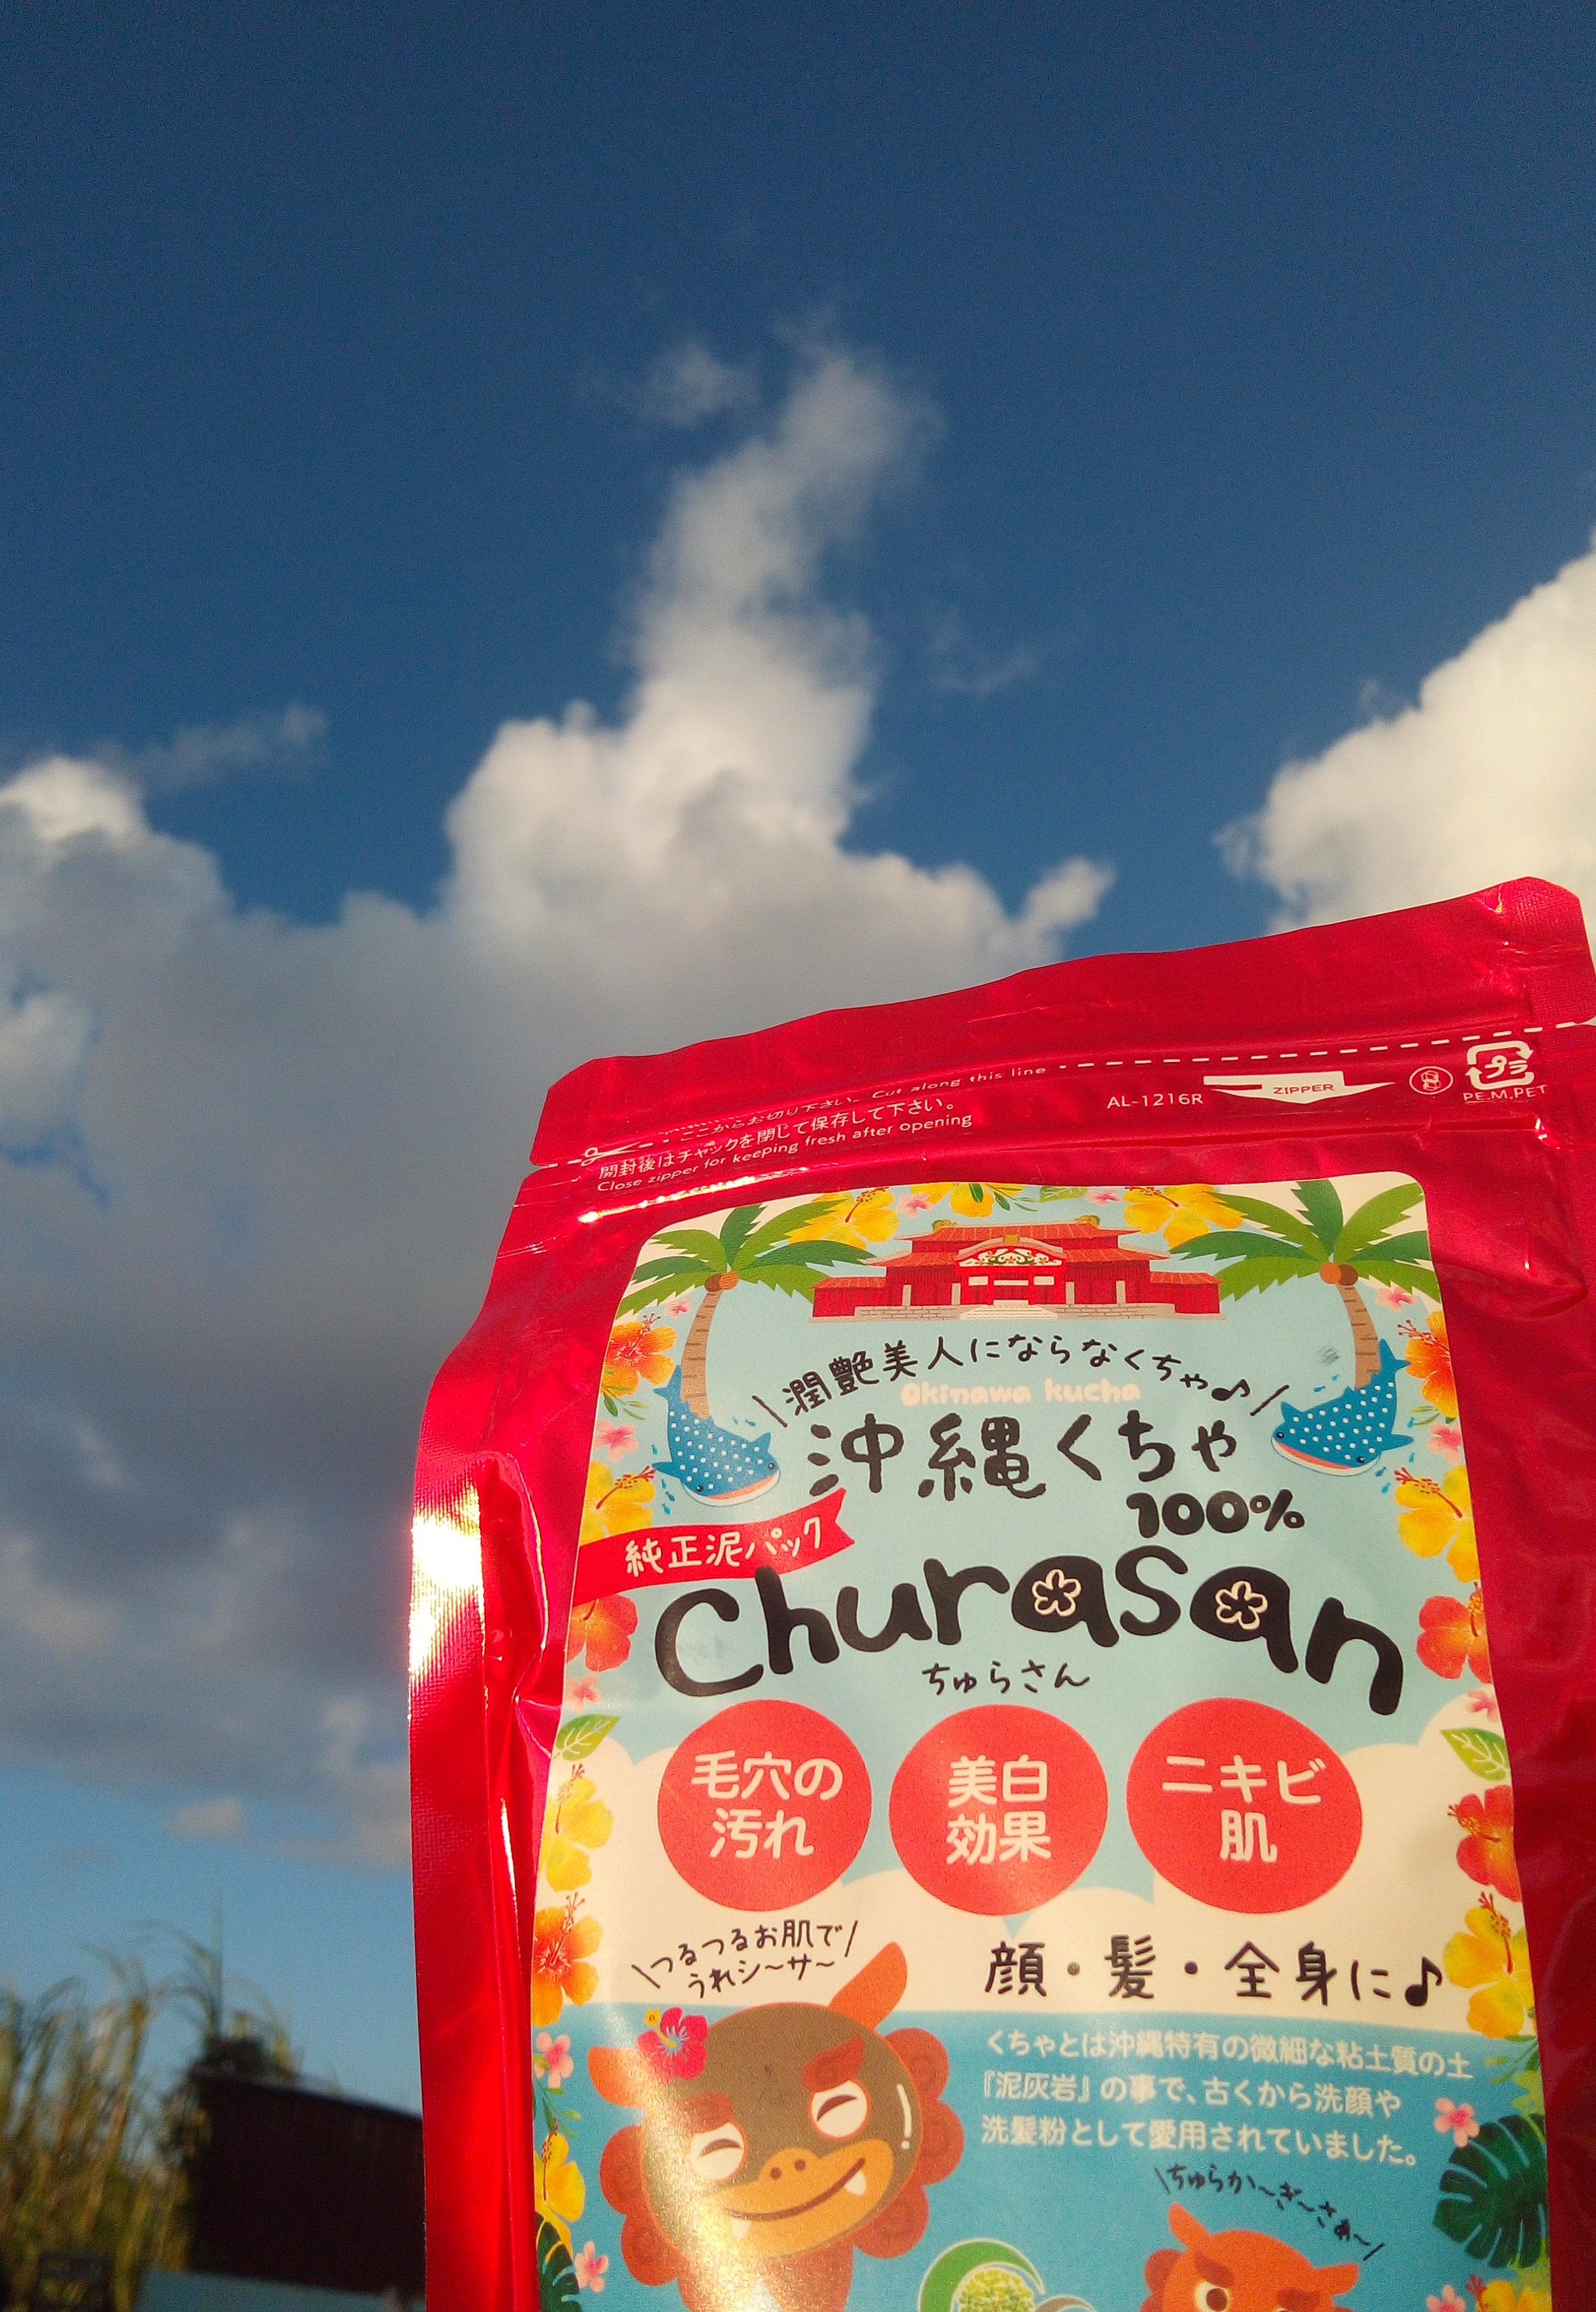 ここからお切り下さい。 Cut along this line
開封後はチャックを閉じて保存して下さい。
Close zipper for keeping fresh after opening
AL-1216R
ZIPPER
プラ
PE.M.PET
潤艶美人にならなくちゃ♪
Okinawa kucha
沖縄くちゃ
100%
純正泥パック
Churasan
ちゅらさん
毛穴の
汚れ
美白
効果
ニキビ
肌
つるつるお肌で
うれシ～サ～
顔・髪・全身に♪
くちゃとは沖縄特有の微細な粘土質の土
『泥灰岩』の事で、古くから洗顔や
洗髪粉として愛用されていました。
ちゅらか～ぎ～さぁ～